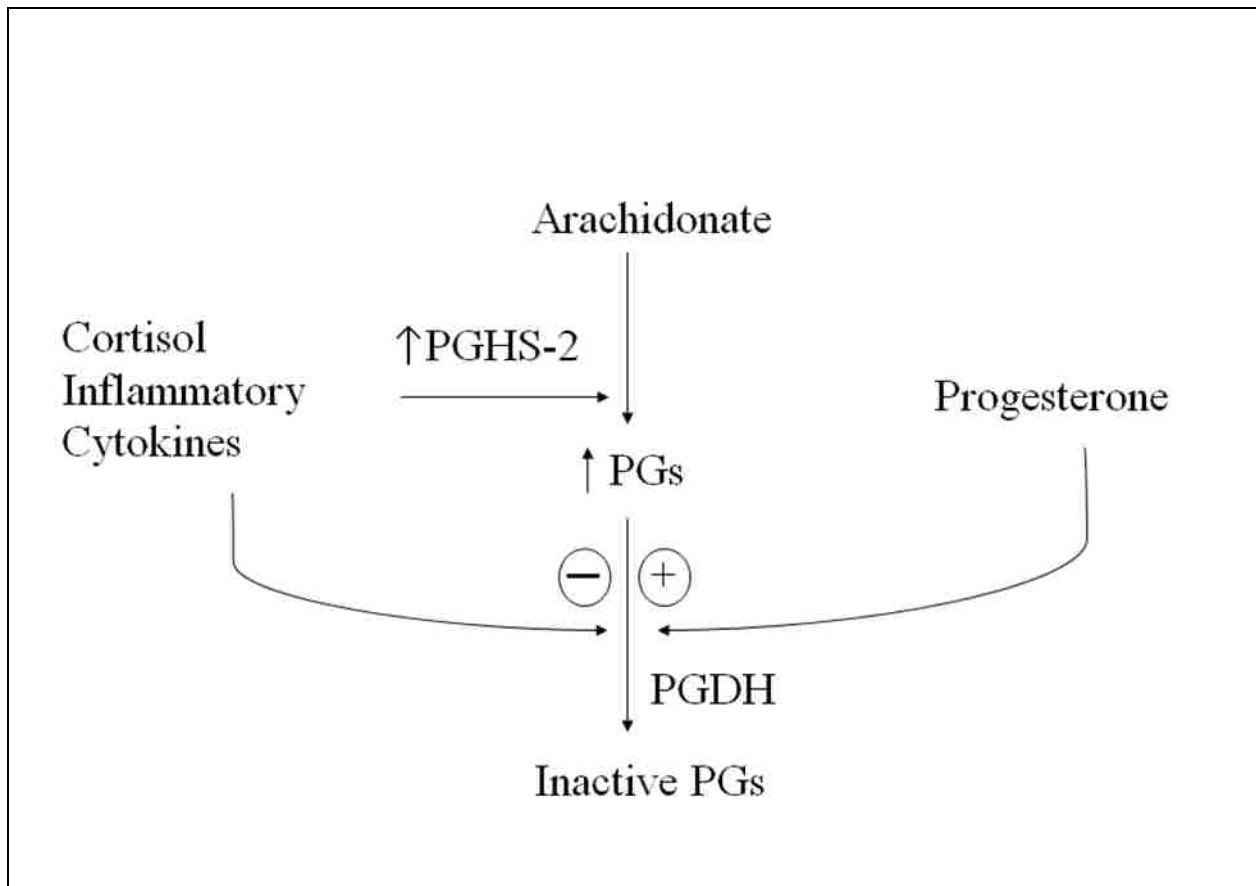 Arachidonate
Cortisol
Inflammatory
Cytokines
↑PGHS-2
Progesterone
↑ PGs
− +
PGDH
Inactive PGs